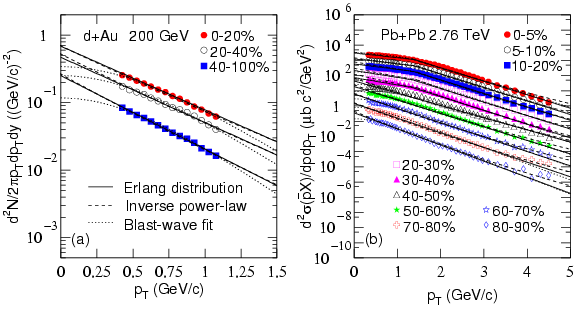 d+Au 200 GeV
0-20%
20-40%
40-100%
1
10⁻¹
10⁻²
10⁻³
d²N/2πp_Tdp_Tdy ((GeV/c)⁻²)
Erlang distribution
Inverse power-law
Blast-wave fit
(a)
0 0,25 0,5 0,75 1 1,25 1,5
p_T (GeV/c)
Pb+Pb 2.76 TeV
0-5%
5-10%
10-20%
10⁶
10⁴
10²
1
10⁻²
10⁻⁴
10⁻⁶
10⁻⁸
10⁻¹⁰
d²σ(p̄X)/dpdp_T (μb c²/GeV²)
20-30%
30-40%
40-50%
50-60%
70-80%
60-70%
80-90%
(b)
0 1 2 3 4 5
p_T (GeV/c)